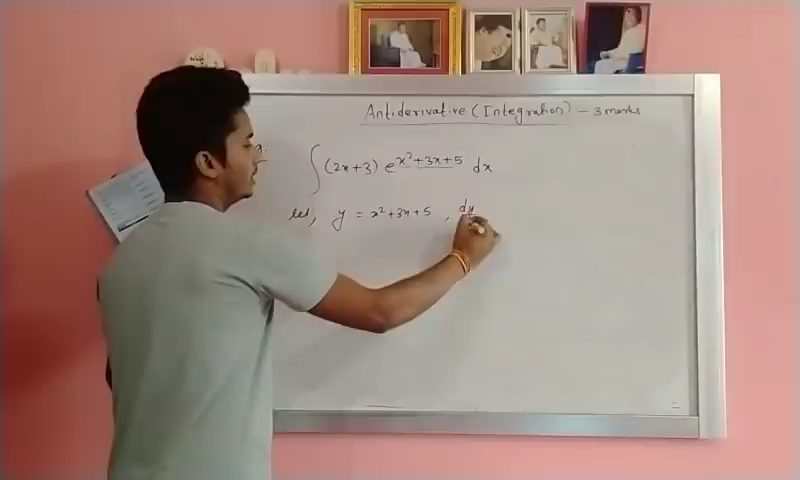 Antiderivative (Integration) - 3 marks
∫ (2x+3) e^{x²+3x+5} dx
let, y = x²+3x+5 , dy